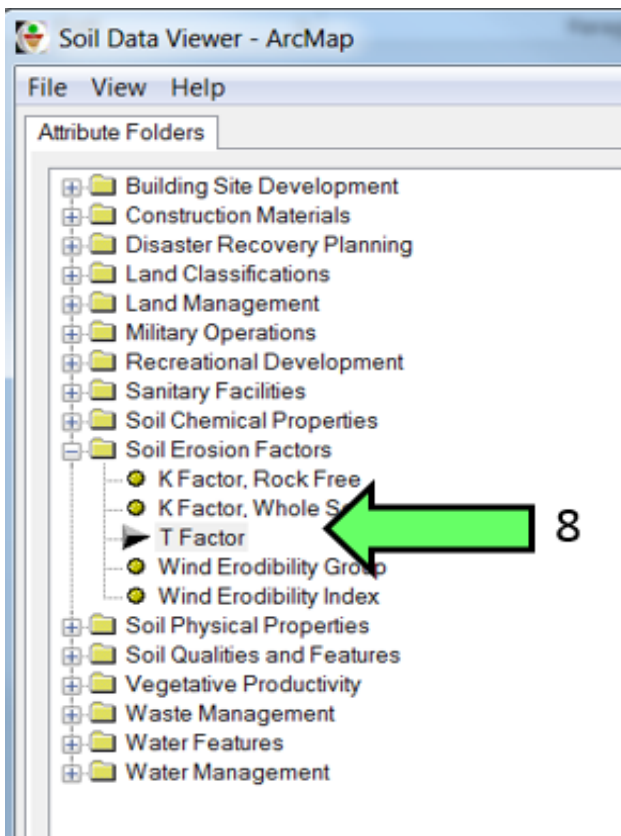 Soil Data Viewer - ArcMap
File View Help
Attribute Folders
Building Site Development
Construction Materials
Disaster Recovery Planning
Land Classifications
Land Management
Military Operations
Recreational Development
Sanitary Facilities
Soil Chemical Properties
Soil Erosion Factors
K Factor, Rock Free
K Factor, Whole
T Factor
8
Wind Erodibility
Wind Erodibility Index
Soil Physical Properties
Soil Qualities and Features
Vegetative Productivity
Waste Management
Water Features
Water Management